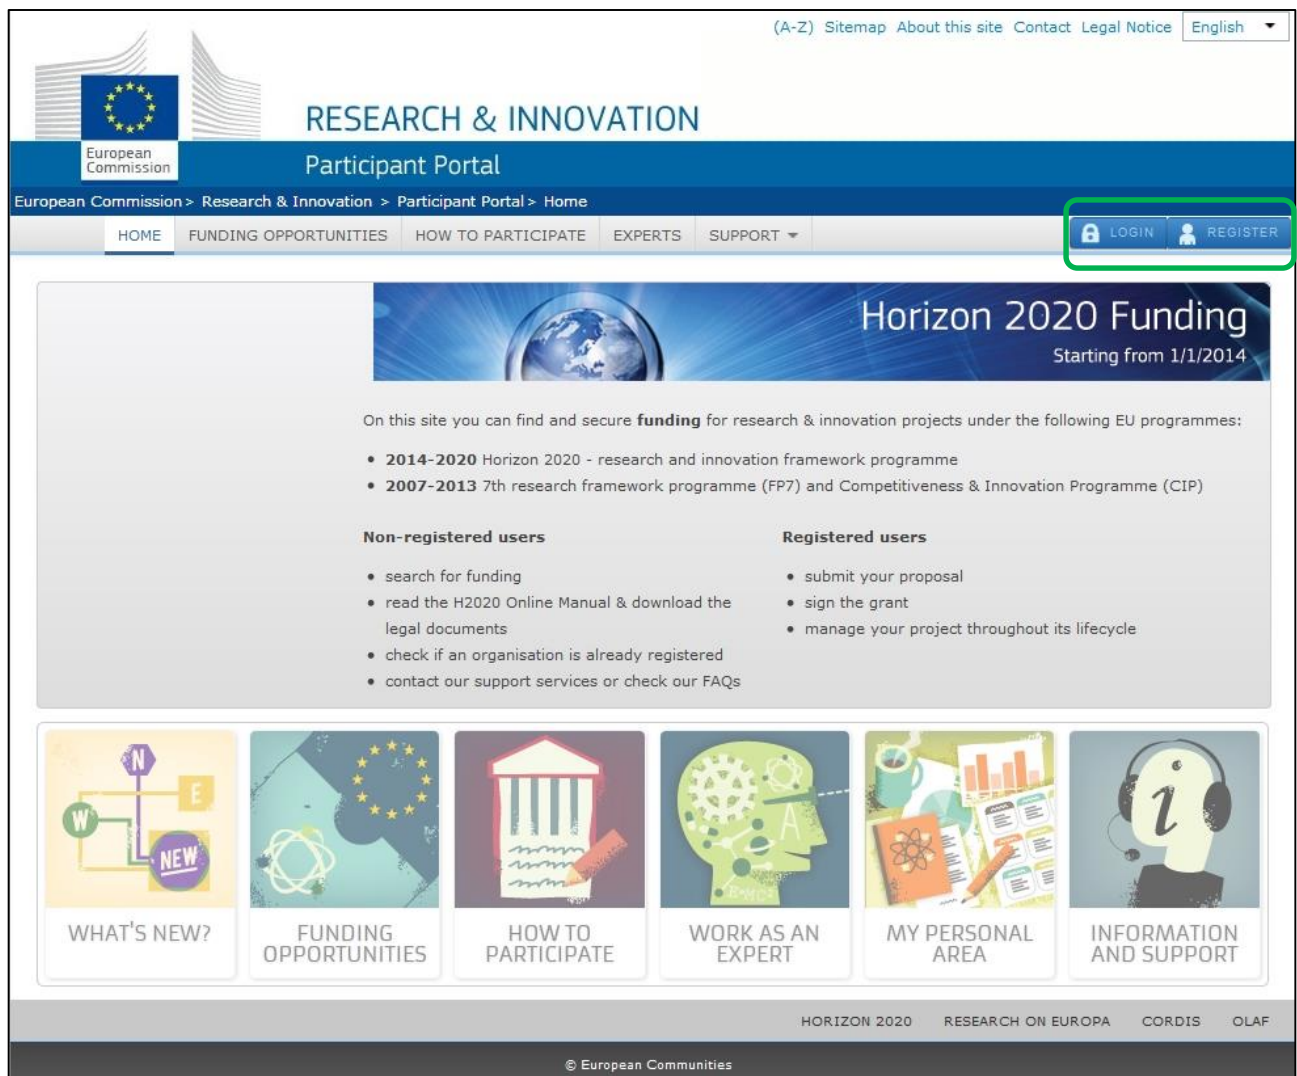 (A-Z) Sitemap About this site Contact Legal Notice English
RESEARCH & INNOVATION
European
Commission
Participant Portal
European Commission > Research & Innovation > Participant Portal > Home
HOME FUNDING OPPORTUNITIES HOW TO PARTICIPATE EXPERTS SUPPORT LOGIN REGISTER
Horizon 2020 Funding
Starting from 1/1/2014
On this site you can find and secure funding for research & innovation projects under the following EU programmes:
• 2014-2020 Horizon 2020 - research and innovation framework programme
• 2007-2013 7th research framework programme (FP7) and Competitiveness & Innovation Programme (CIP)
Non-registered users
• search for funding
• read the H2020 Online Manual & download the
legal documents
• check if an organisation is already registered
• contact our support services or check our FAQs
Registered users
• submit your proposal
• sign the grant
• manage your project throughout its lifecycle
N
E
W
NEW
A
E=MC²
i
WHAT'S NEW?
FUNDING
OPPORTUNITIES
HOW TO
PARTICIPATE
WORK AS AN
EXPERT
MY PERSONAL
AREA
INFORMATION
AND SUPPORT
HORIZON 2020 RESEARCH ON EUROPA CORDIS OLAF
© European Communities